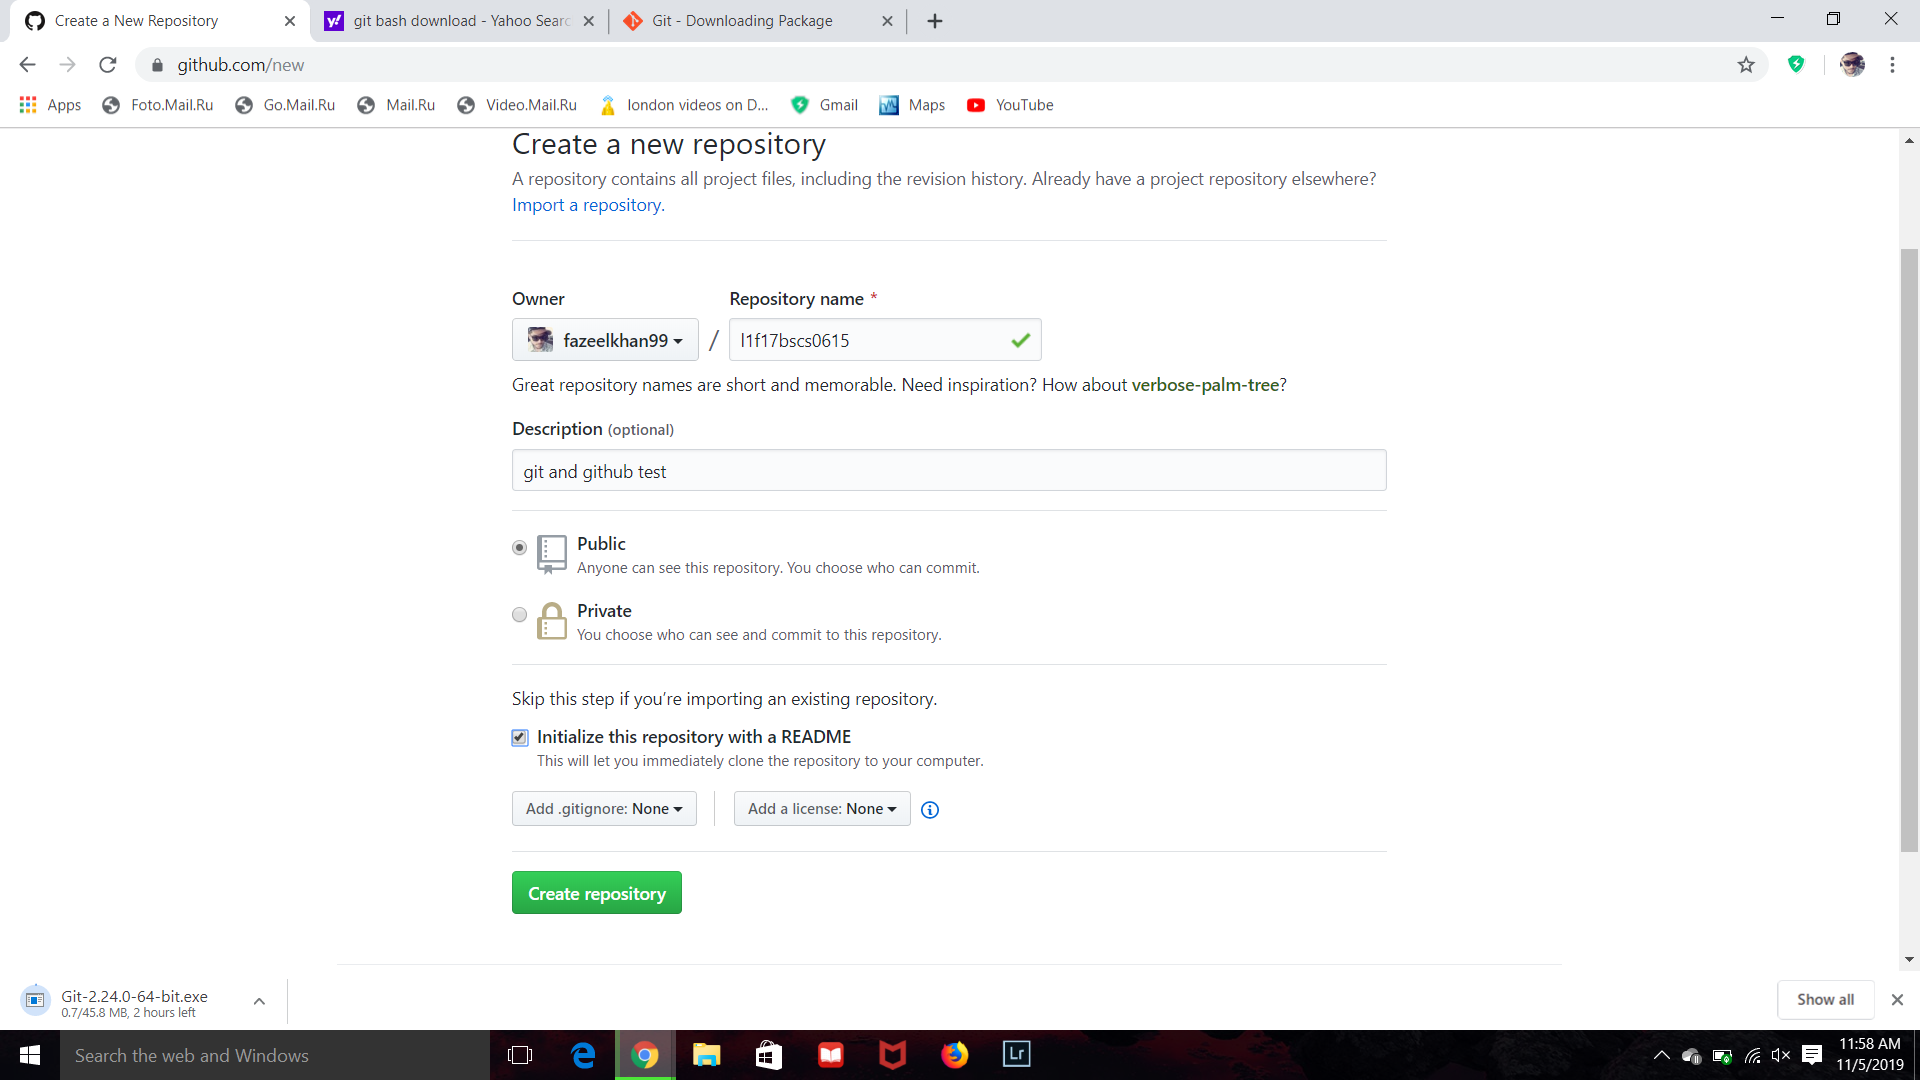 Create a New Repository
git bash download - Yahoo Searc
Git - Downloading Package
github.com/new
Apps
Foto.Mail.Ru
Go.Mail.Ru
Mail.Ru
Video.Mail.Ru
london videos on D...
Gmail
Maps
YouTube
Create a new repository
A repository contains all project files, including the revision history. Already have a project repository elsewhere?
Import a repository.
Owner
Repository name *
fazeelkhan99
/
l1f17bscs0615
Great repository names are short and memorable. Need inspiration? How about verbose-palm-tree?
Description (optional)
git and github test
Public
Anyone can see this repository. You choose who can commit.
Private
You choose who can see and commit to this repository.
Skip this step if you’re importing an existing repository.
Initialize this repository with a README
This will let you immediately clone the repository to your computer.
Add .gitignore: None
Add a license: None
Create repository
Git-2.24.0-64-bit.exe
0.7/45.8 MB, 2 hours left
Show all
Search the web and Windows
Lr
11:58 AM
11/5/2019